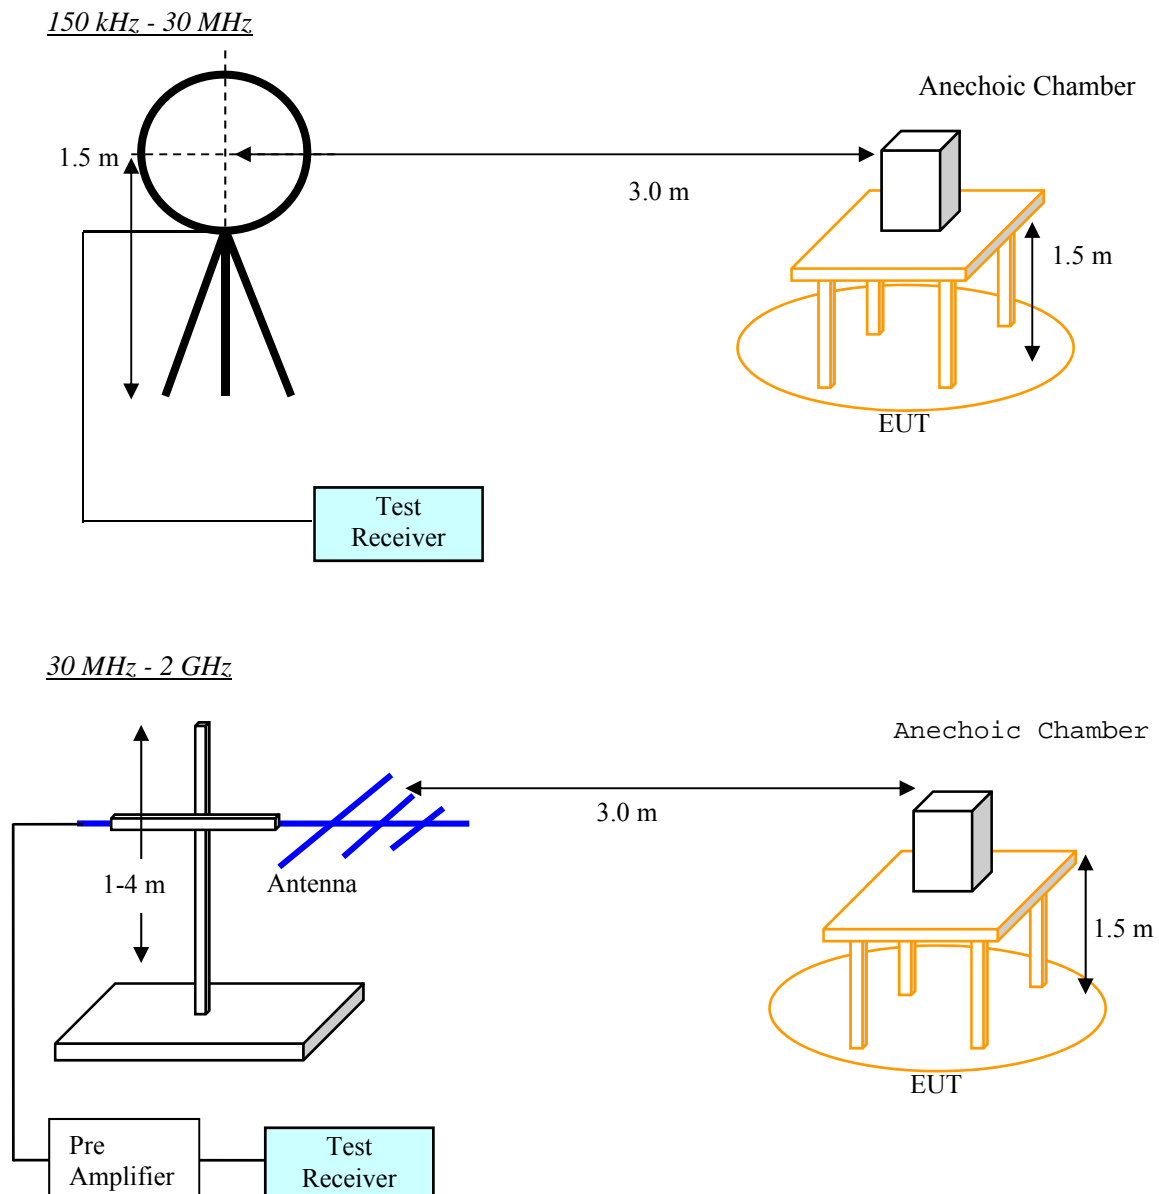 150 kHz - 30 MHz
Anechoic Chamber
1.5 m
3.0 m
1.5 m
EUT
Test
Receiver
30 MHz - 2 GHz
Anechoic Chamber
3.0 m
1-4 m
Antenna
1.5 m
EUT
Pre
Amplifier
Test
Receiver